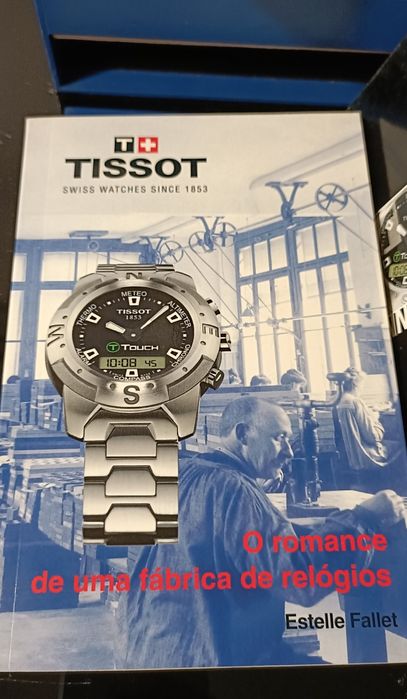 T+
TISSOT
SWISS WATCHES SINCE 1853
N
METEO
THERMO
ALTIMETER
TISSOT
1853
W
E
T-TOUCH
10:08 45
CHRONO
COMPASS
S
O romance
de uma fábrica de relógios
Estelle Fallet